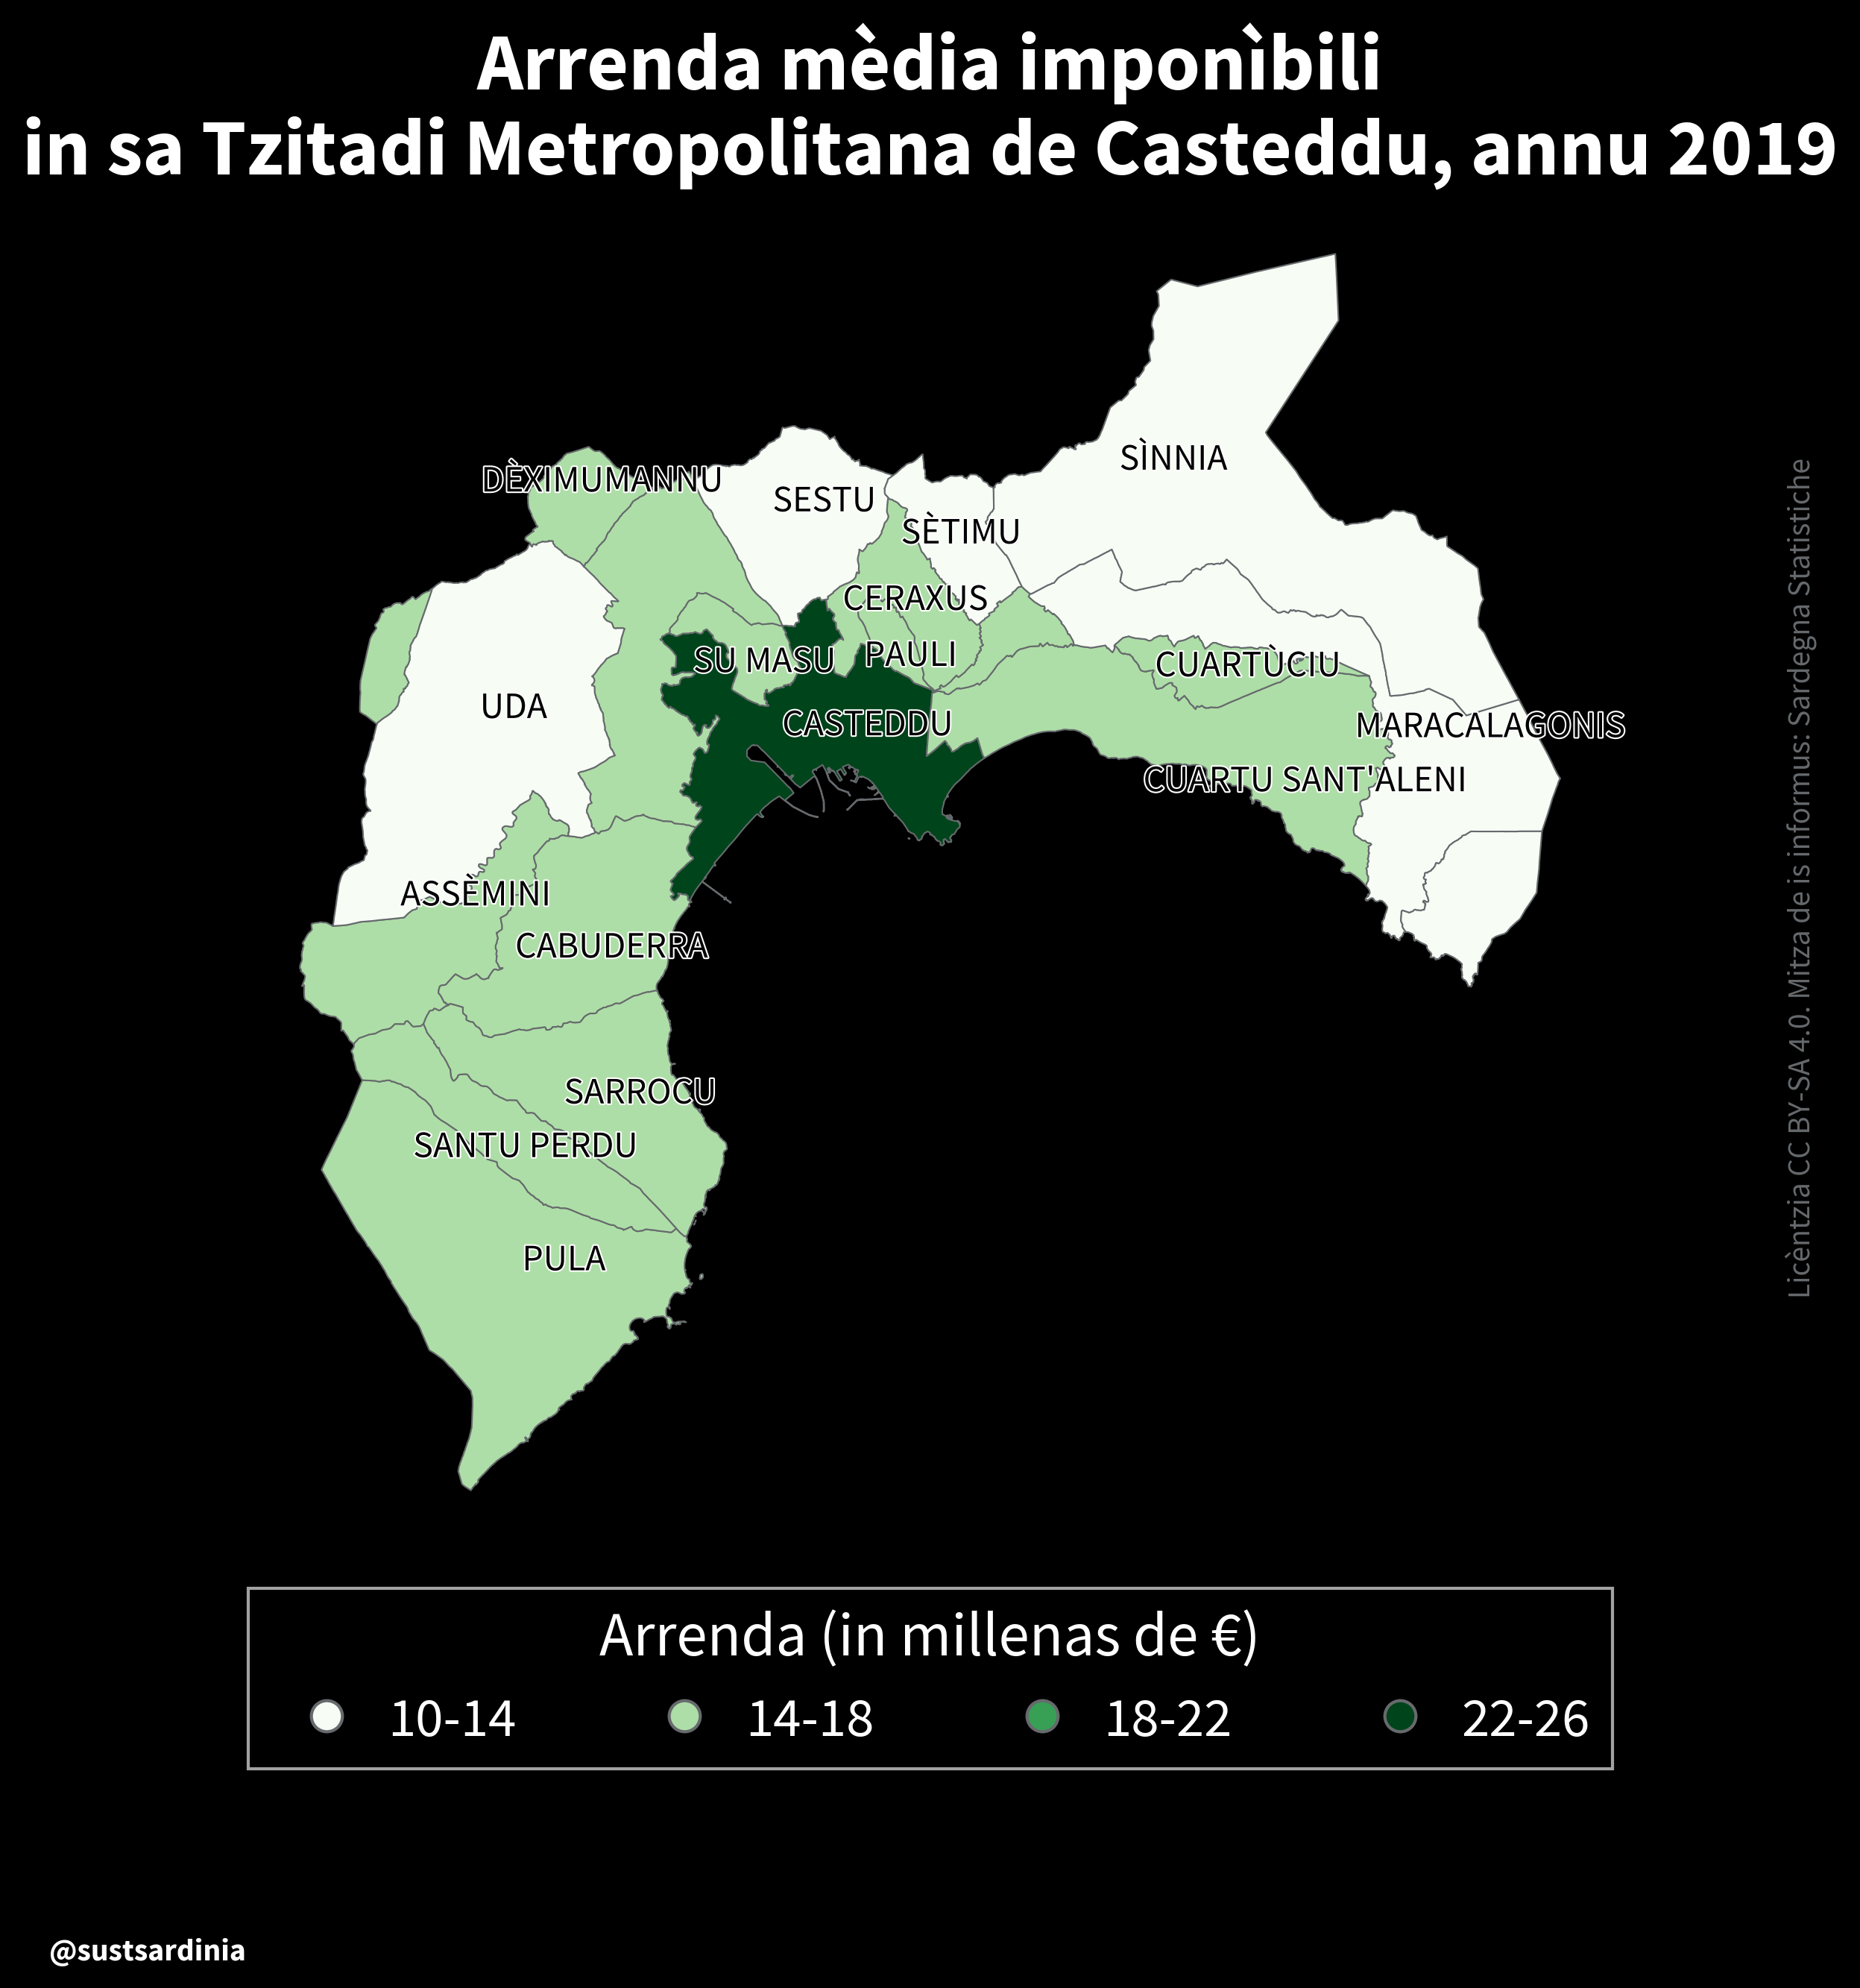 Arrenda mèdia imponìbili
in sa Tzitadi Metropolitana de Casteddu, annu 2019
SÌNNIA
DÈXIMUMANNU
SESTU
SÈTIMU
CERAXUS
SU MASU
PAULI
CUARTÙCIU
UDA
CASTEDDU
MARACALAGONIS
CUARTU SANT'ALENI
ASSÈMINI
CABUDERRA
SARROCU
SANTU PERDU
PULA
Licèntzia CC BY-SA 4.0. Mitza de is informus: Sardegna Statistiche
Arrenda (in millenas de €)
10-14
14-18
18-22
22-26
@sustsardinia